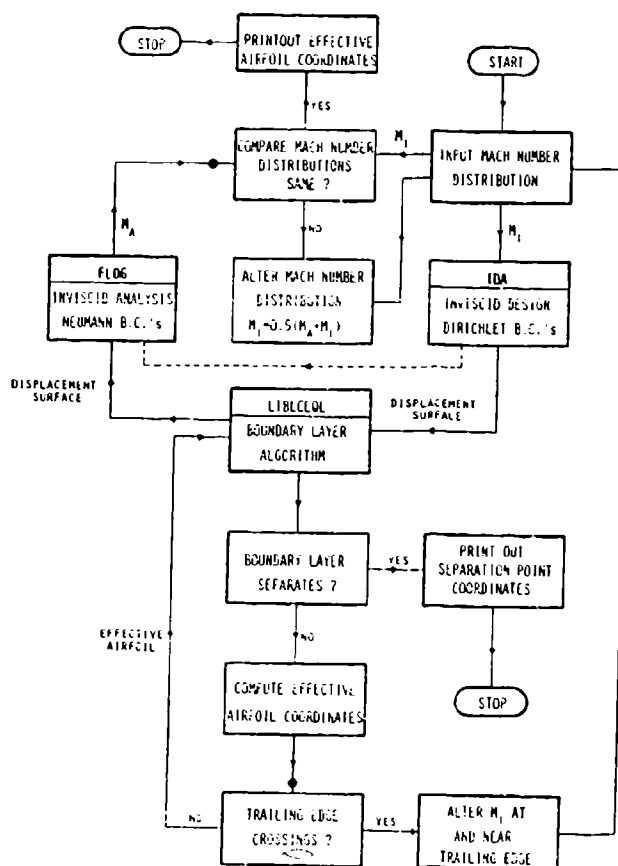 STOP
PRINTOUT EFFECTIVE
AIRFOIL COORDINATES
START
YES
COMPARE MACH NUMBER
DISTRIBUTIONS
SAME ?
M_I
INPUT MACH NUMBER
DISTRIBUTION
NO
M_I
M_A
FLO6
INVISCID ANALYSIS
NEUMANN B.C.'s
ALTER MACH NUMBER
DISTRIBUTION
M_I=0.5(M_A+M_I)
IDA
INVISCID DESIGN
DIRICHLET B.C.'s
DISPLACEMENT
SURFACE
LTBLCEQL
BOUNDARY LAYER
ALGORITHM
DISPLACEMENT
SURFACE
BOUNDARY LAYER
SEPARATES ?
YES
PRINT OUT
SEPARATION POINT
COORDINATES
EFFECTIVE
AIRFOIL
NO
COMPUTE EFFECTIVE
AIRFOIL COORDINATES
STOP
NO
TRAILING EDGE
CROSSINGS ?
YES
ALTER M_I AT
AND NEAR
TRAILING EDGE